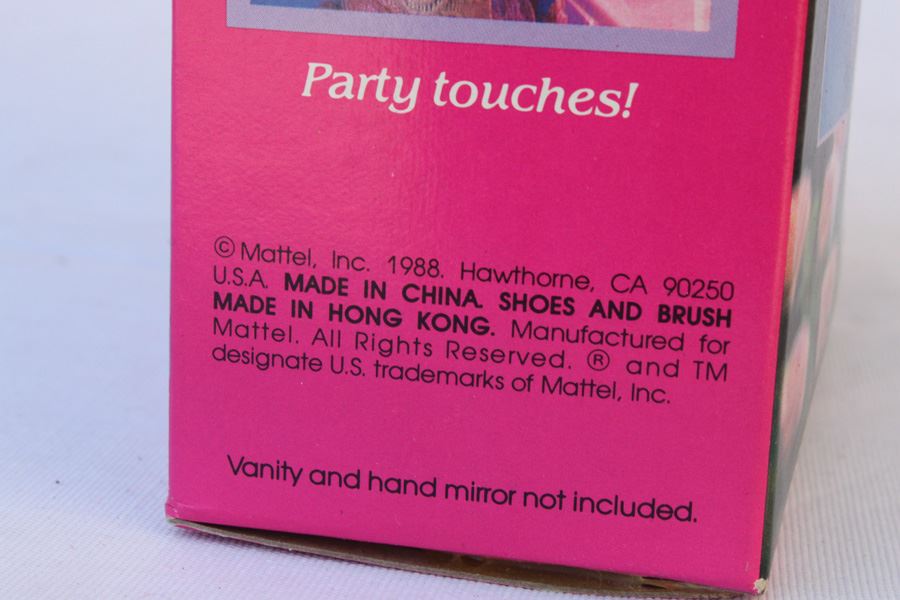 Party touches!
© Mattel, Inc. 1988. Hawthorne, CA 90250
U.S.A. MADE IN CHINA. SHOES AND BRUSH
MADE IN HONG KONG. Manufactured for
Mattel. All Rights Reserved. ® and TM
designate U.S. trademarks of Mattel, Inc.
Vanity and hand mirror not included.